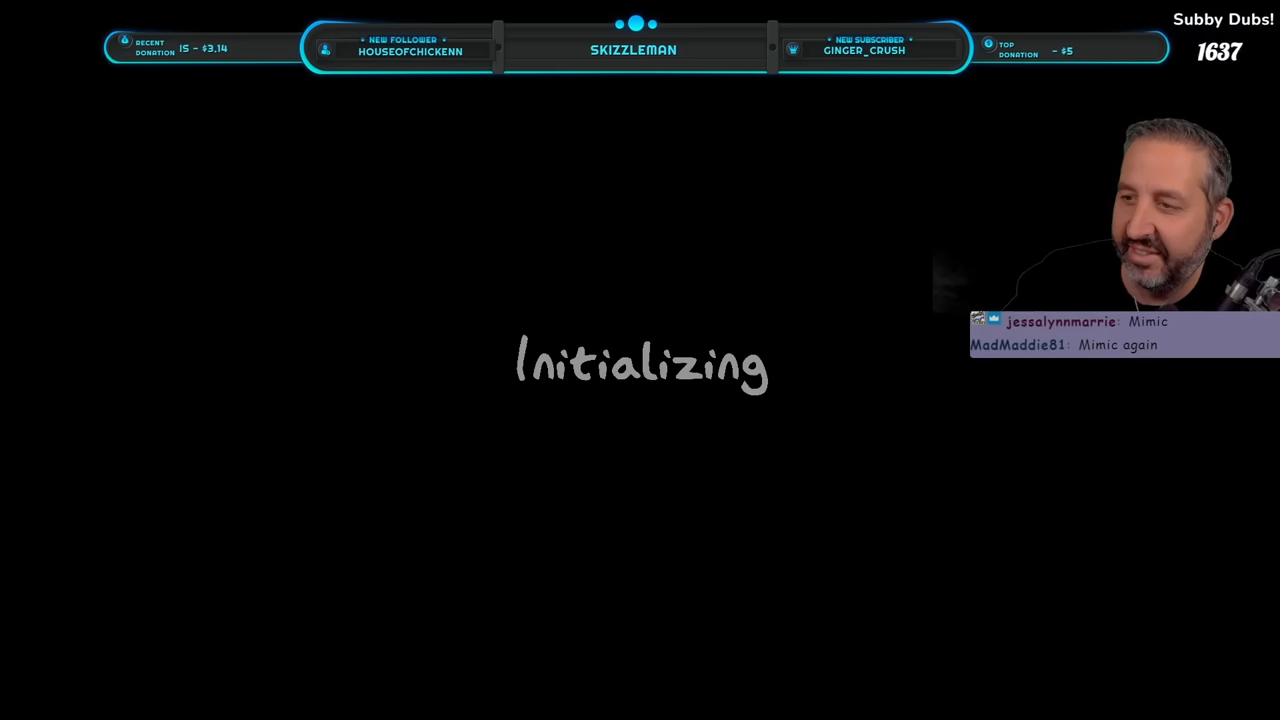 RECENT
DONATION
IS - $3.14
NEW FOLLOWER
HOUSEOFCHICKENN
SKIZZLEMAN
NEW SUBSCRIBER
GINGER_CRUSH
TOP
DONATION
- $5
Subby Dubs!
1637
jessalynnmarrie: Mimic
MadMaddie81: Mimic again
Initializing